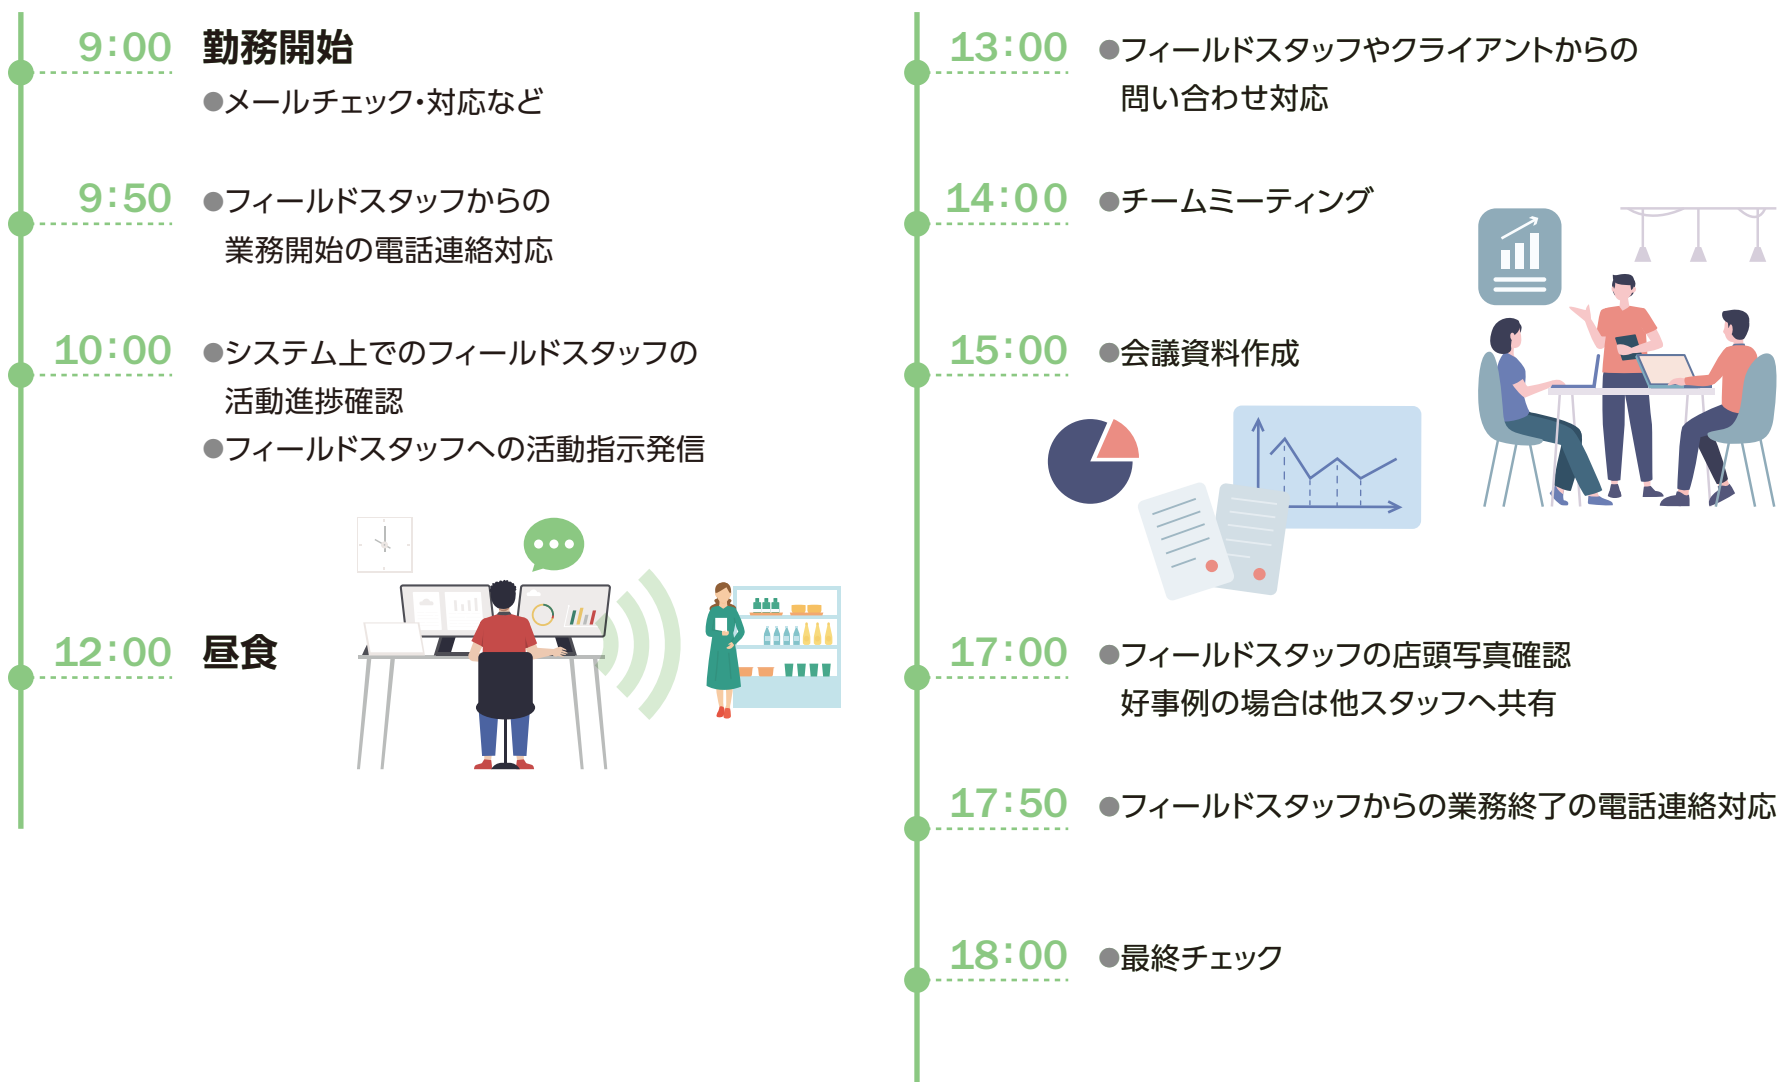 9:00 勤務開始
●メールチェック・対応など
9:50 ●フィールドスタッフからの
業務開始の電話連絡対応
10:00 ●システム上でのフィールドスタッフの
活動進捗確認
●フィールドスタッフへの活動指示発信
12:00 昼食
13:00 ●フィールドスタッフやクライアントからの
問い合わせ対応
14:00 ●チームミーティング
15:00 ●会議資料作成
17:00 ●フィールドスタッフの店頭写真確認
好事例の場合は他スタッフへ共有
17:50 ●フィールドスタッフからの業務終了の電話連絡対応
18:00 ●最終チェック